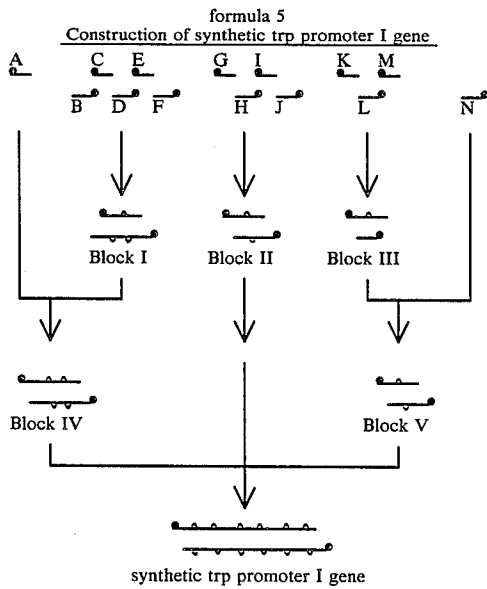 formula 5
Construction of synthetic trp promoter I gene
A C E G I K M
B D F H J L N
Block I Block II Block III
Block IV Block V
synthetic trp promoter I gene